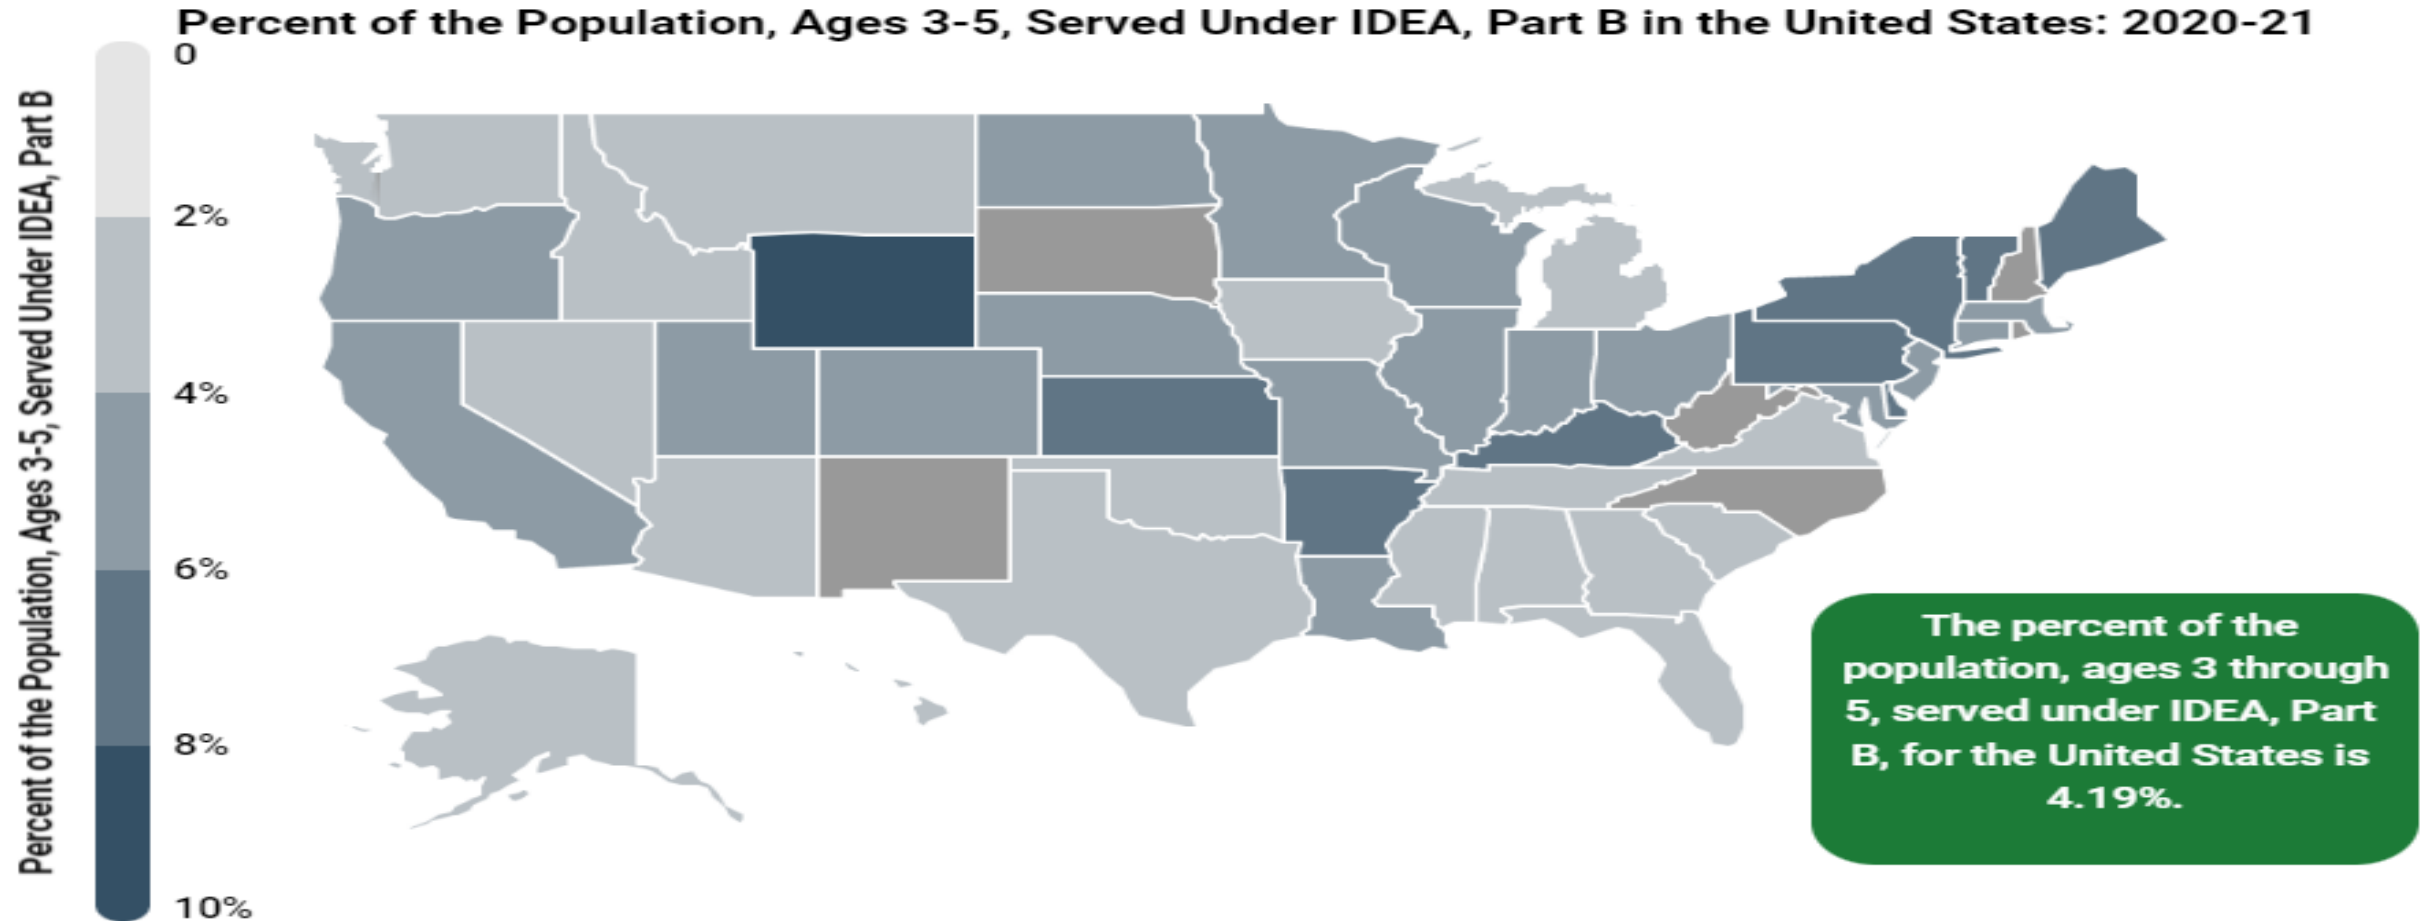 Percent of the Population, Ages 3-5, Served Under IDEA, Part B in the United States: 2020-21
Percent of the Population, Ages 3-5, Served Under IDEA, Part B
0
2%
4%
6%
8%
10%
The percent of the
population, ages 3 through
5, served under IDEA, Part
B, for the United States is
4.19%.